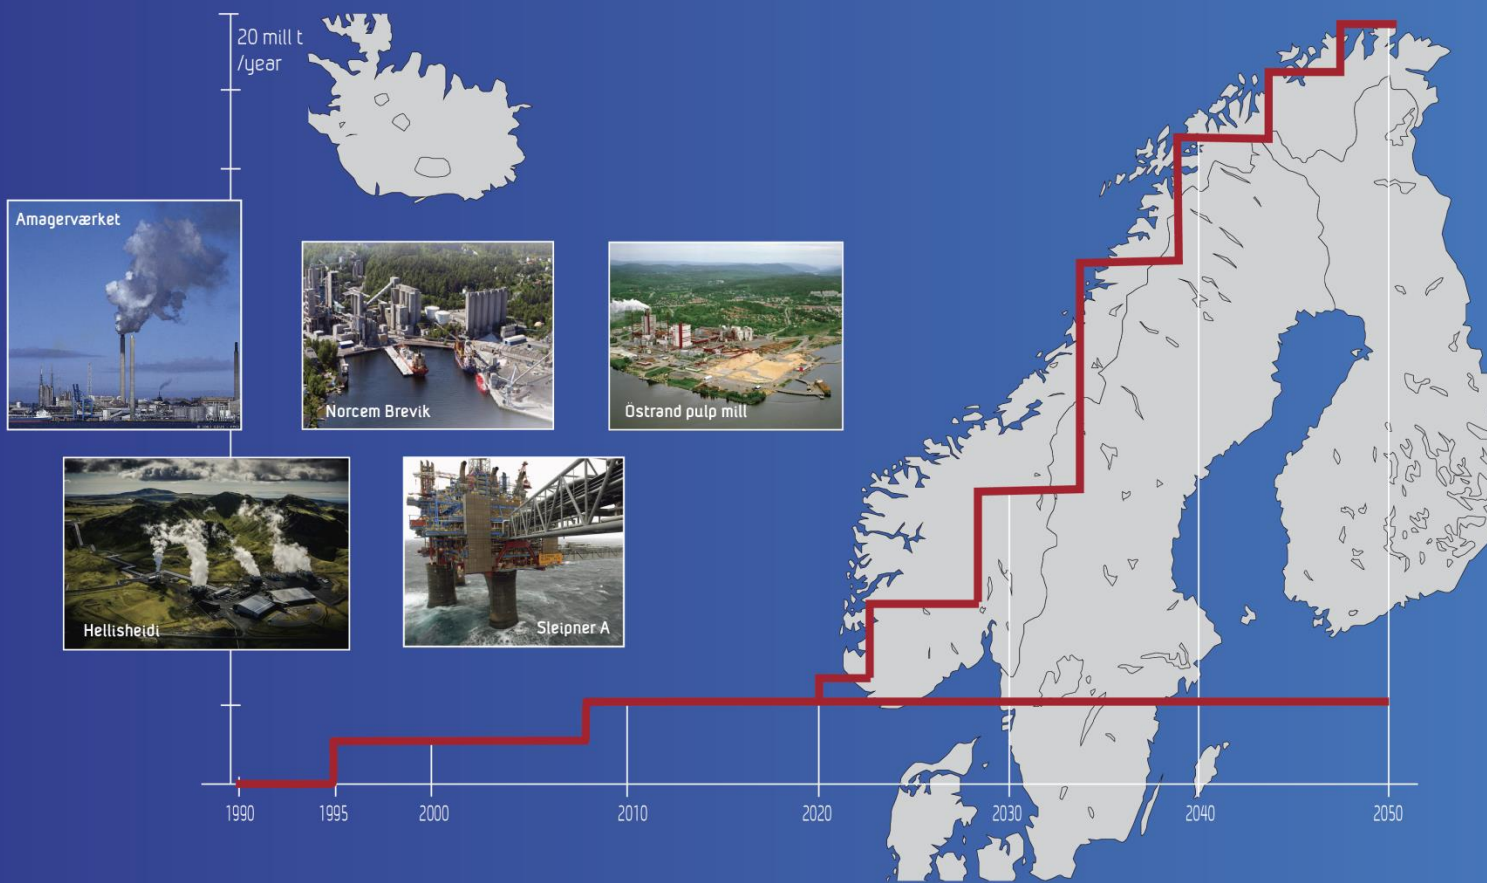 20 mill t
/year
Amagerværket
Norcem Brevik
Östrand pulp mill
Hellisheidi
Sleipner A
1990
1995
2000
2010
2020
2030
2040
2050